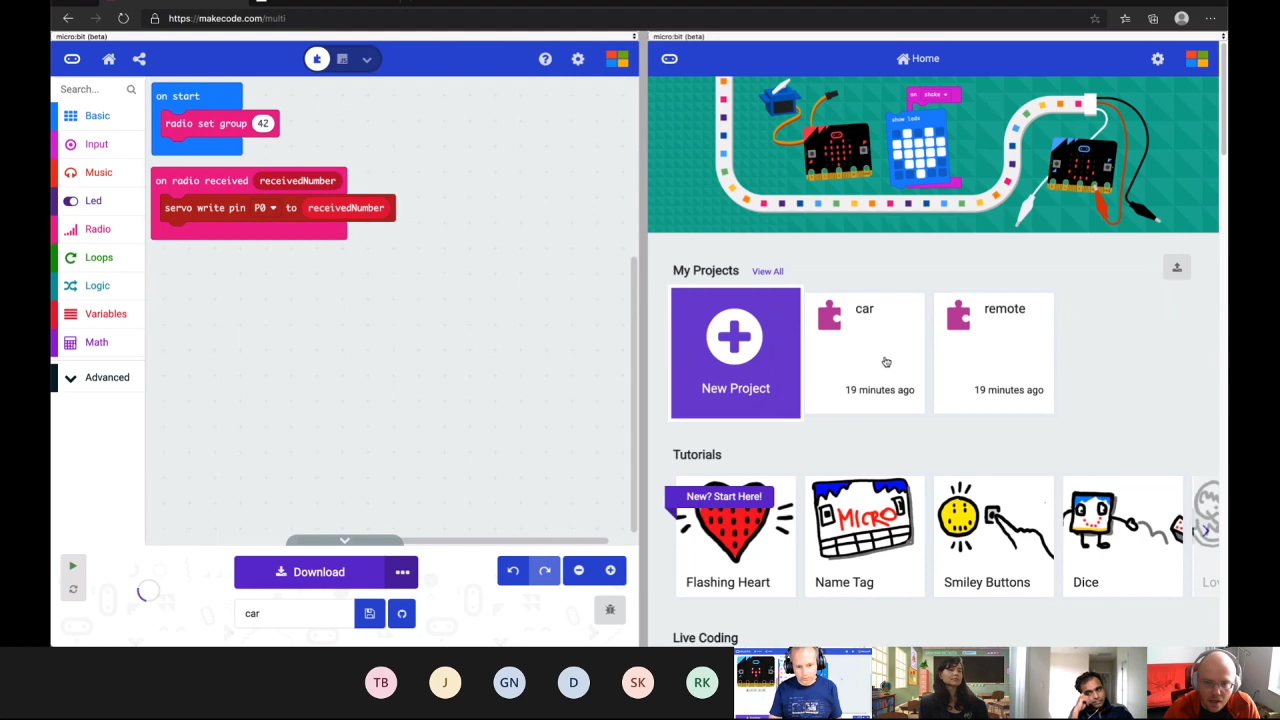 https://makecode.com/multi
micro:bit (beta)
Search...
Basic
Input
Music
Led
Radio
Loops
Logic
Variables
Math
Advanced
on start
radio set group 42
on radio received receivedNumber
servo write pin P0 to receivedNumber
Download
car
micro:bit (beta)
Home
on shake
show leds
My Projects View All
New Project
car
19 minutes ago
remote
19 minutes ago
Tutorials
New? Start Here!
MICRO
Flashing Heart
Name Tag
Smiley Buttons
Dice
Lo
Live Coding
TB
J
GN
D
SK
RK